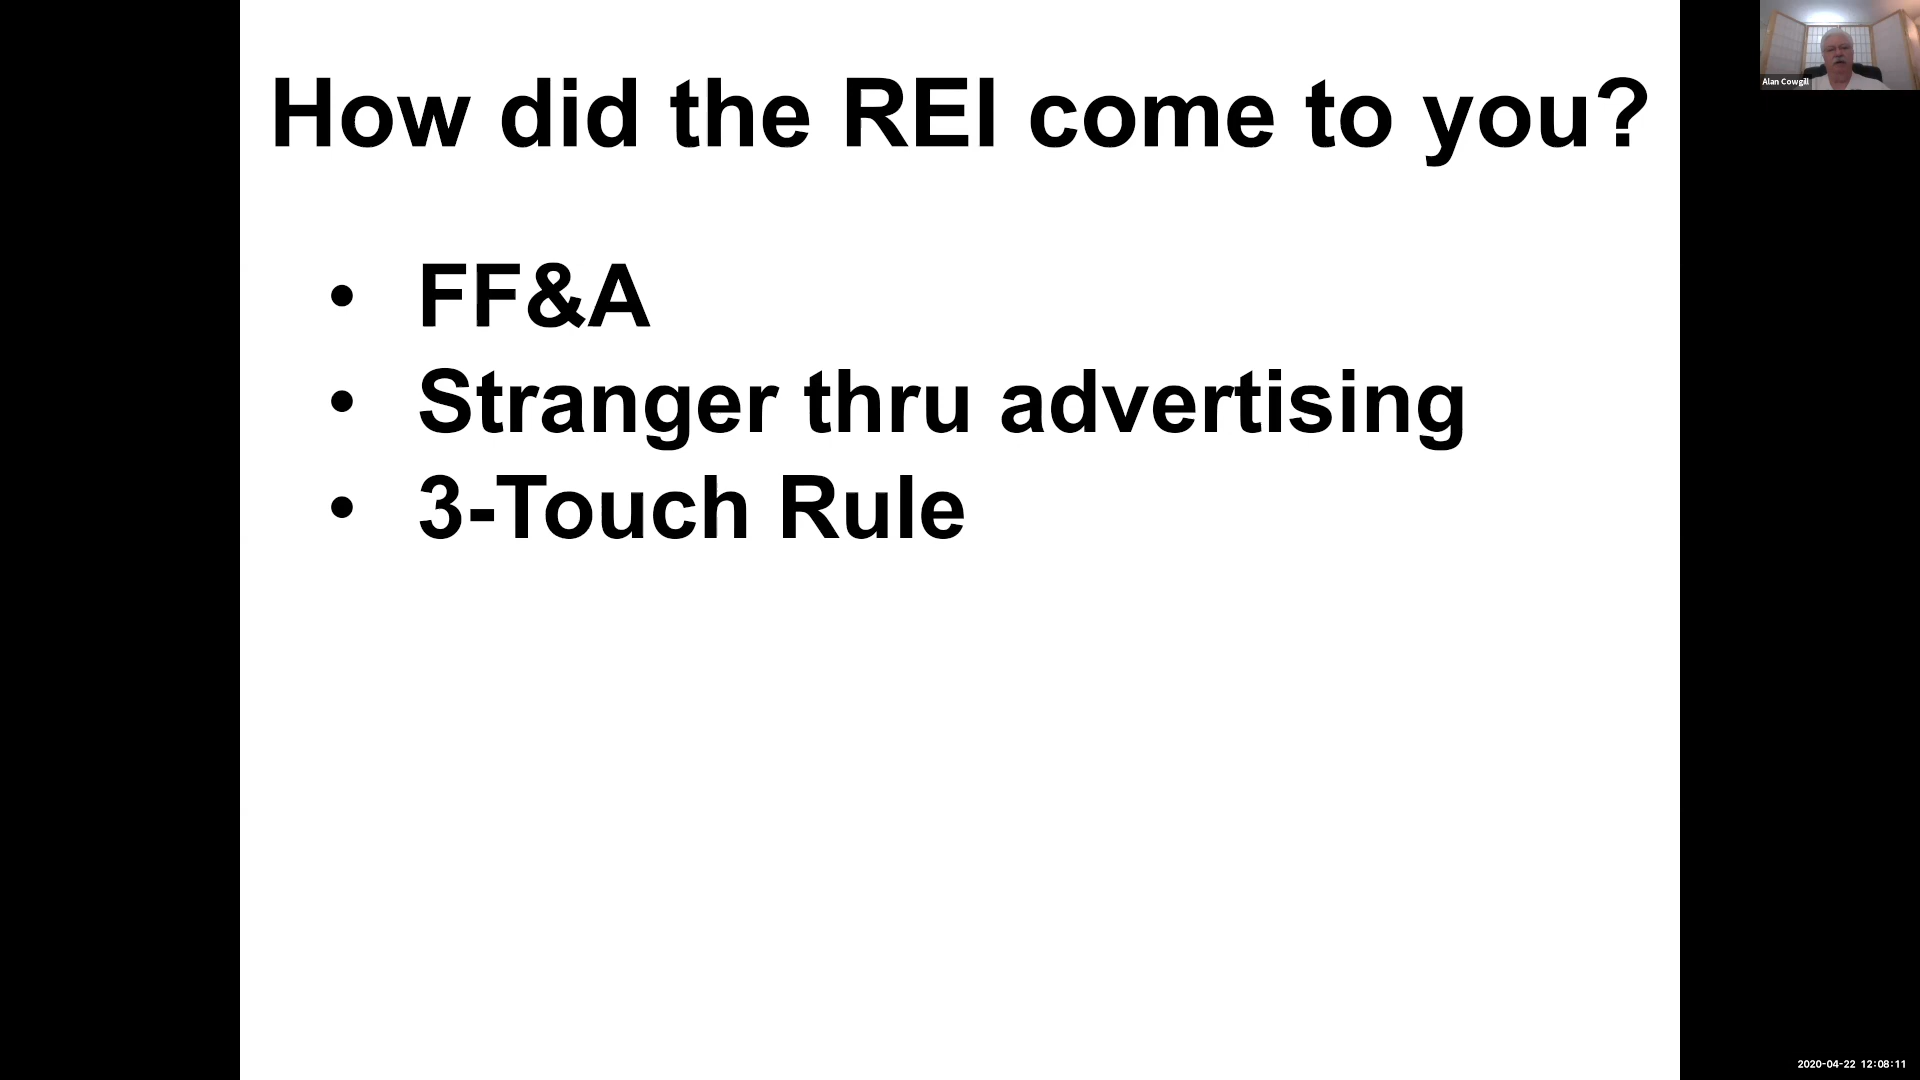 How did the REI come to you?
• FF&A
• Stranger thru advertising
• 3-Touch Rule
Alan Cowgill
2020-04-22 12:08:11